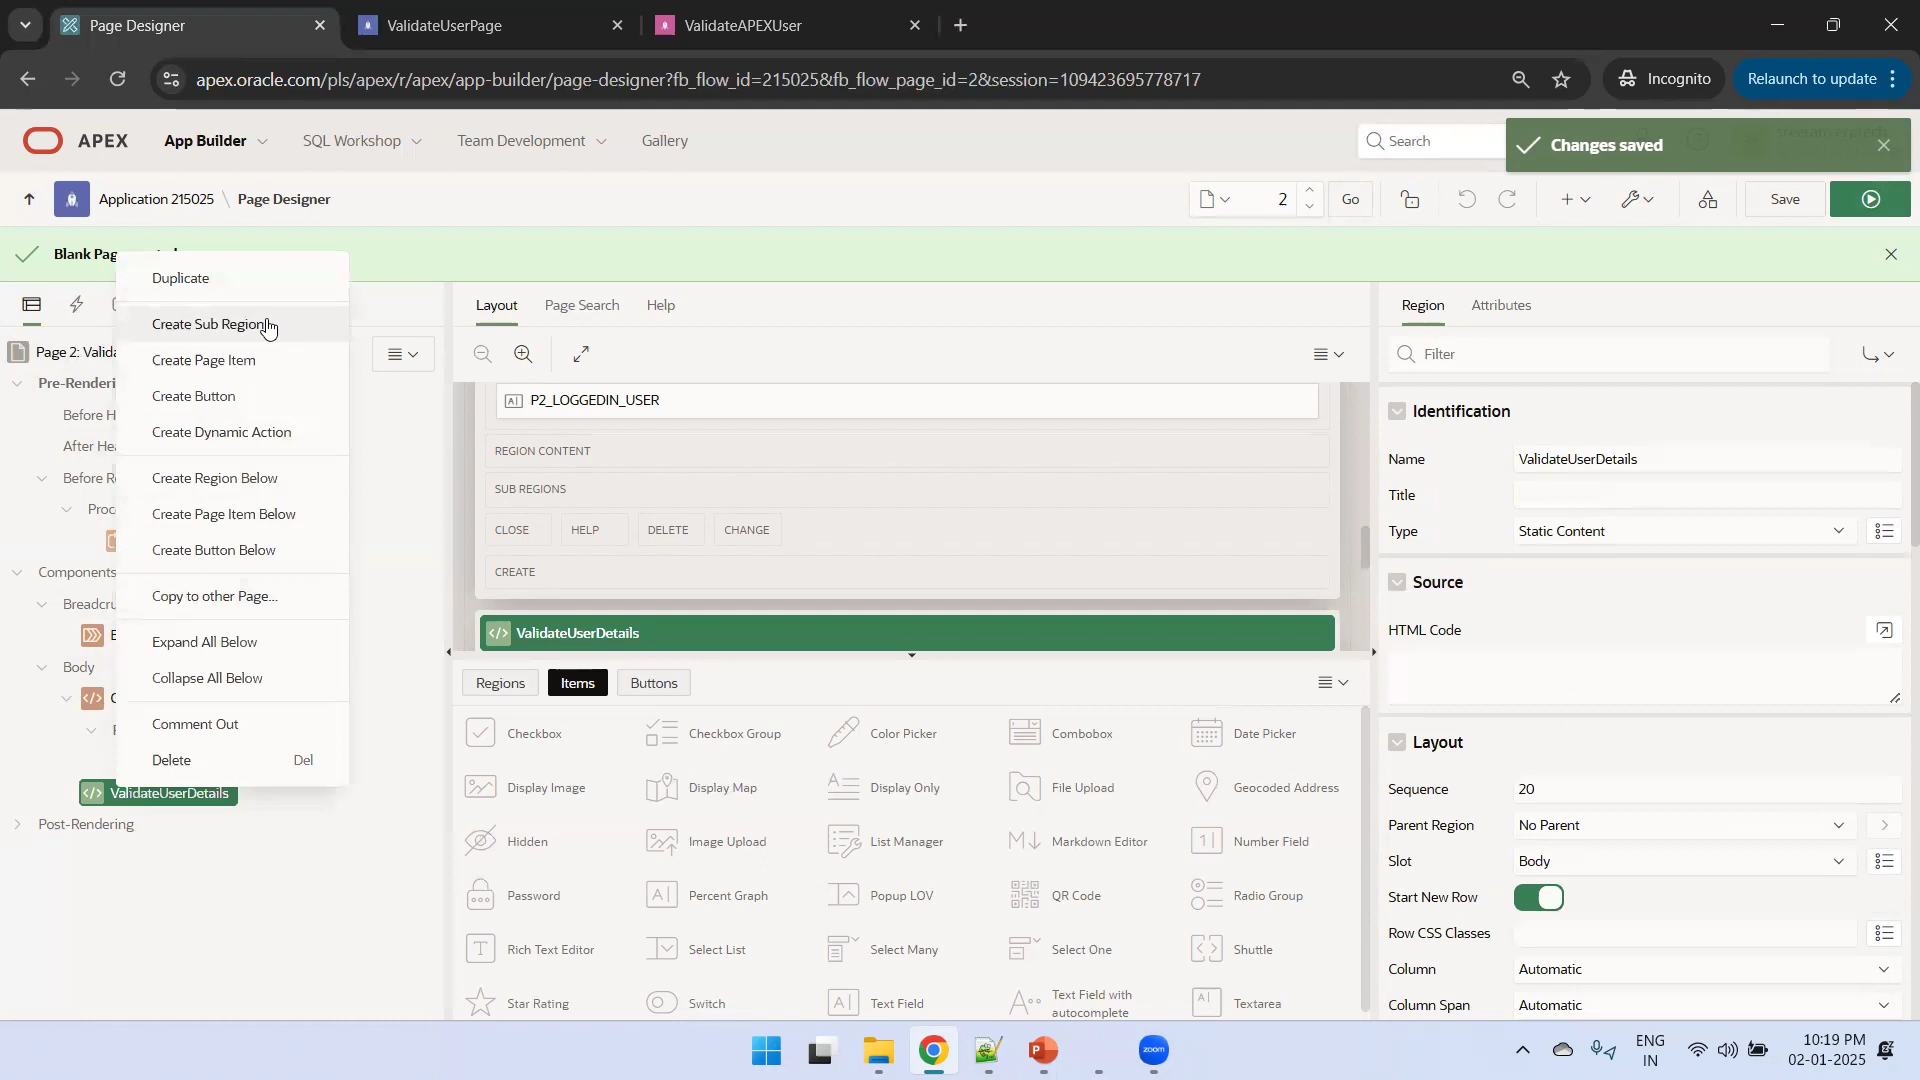 Page Designer
ValidateUserPage
ValidateAPEXUser
apex.oracle.com/pls/apex/r/apex/app-builder/page-designer?fb_flow_id=215025&fb_flow_page_id=2&session=109423695778717
Incognito
Relaunch to update
APEX
App Builder
SQL Workshop
Team Development
Gallery
Search
Changes saved
Application 215025
\
Page Designer
2
Go
Save
Blank Pag
Duplicate
Create Sub Region
Create Page Item
Create Button
Create Dynamic Action
Create Region Below
Create Page Item Below
Create Button Below
Copy to other Page...
Expand All Below
Collapse All Below
Comment Out
Delete Del
Page 2: Valida
Pre-Renderi
Before H
After Hea
Before Re
Proc
Components
Breadcru
Body
ValidateUserDetails
Post-Rendering
Layout
Page Search
Help
P2_LOGGEDIN_USER
REGION CONTENT
SUB REGIONS
CLOSE HELP DELETE CHANGE
CREATE
ValidateUserDetails
Regions Items Buttons
Checkbox Checkbox Group Color Picker Combobox Date Picker
Display Image Display Map Display Only File Upload Geocoded Address
Hidden Image Upload List Manager Markdown Editor Number Field
Password Percent Graph Popup LOV QR Code Radio Group
Rich Text Editor Select List Select Many Select One Shuttle
Star Rating Switch Text Field Text Field with autocomplete Textarea
Region
Attributes
Filter
Identification
Name ValidateUserDetails
Title
Type Static Content
Source
HTML Code
Layout
Sequence 20
Parent Region No Parent
Slot Body
Start New Row
Row CSS Classes
Column Automatic
Column Span Automatic
zoom
ENG
IN
10:19 PM
02-01-2025